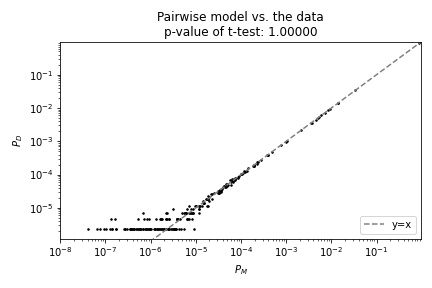 Pairwise model vs. the data
p-value of t-test: 1.00000
P_D
10^{-1}
10^{-2}
10^{-3}
10^{-4}
10^{-5}
y=x
10^{-8} 10^{-7} 10^{-6} 10^{-5} 10^{-4} 10^{-3} 10^{-2} 10^{-1}
P_M